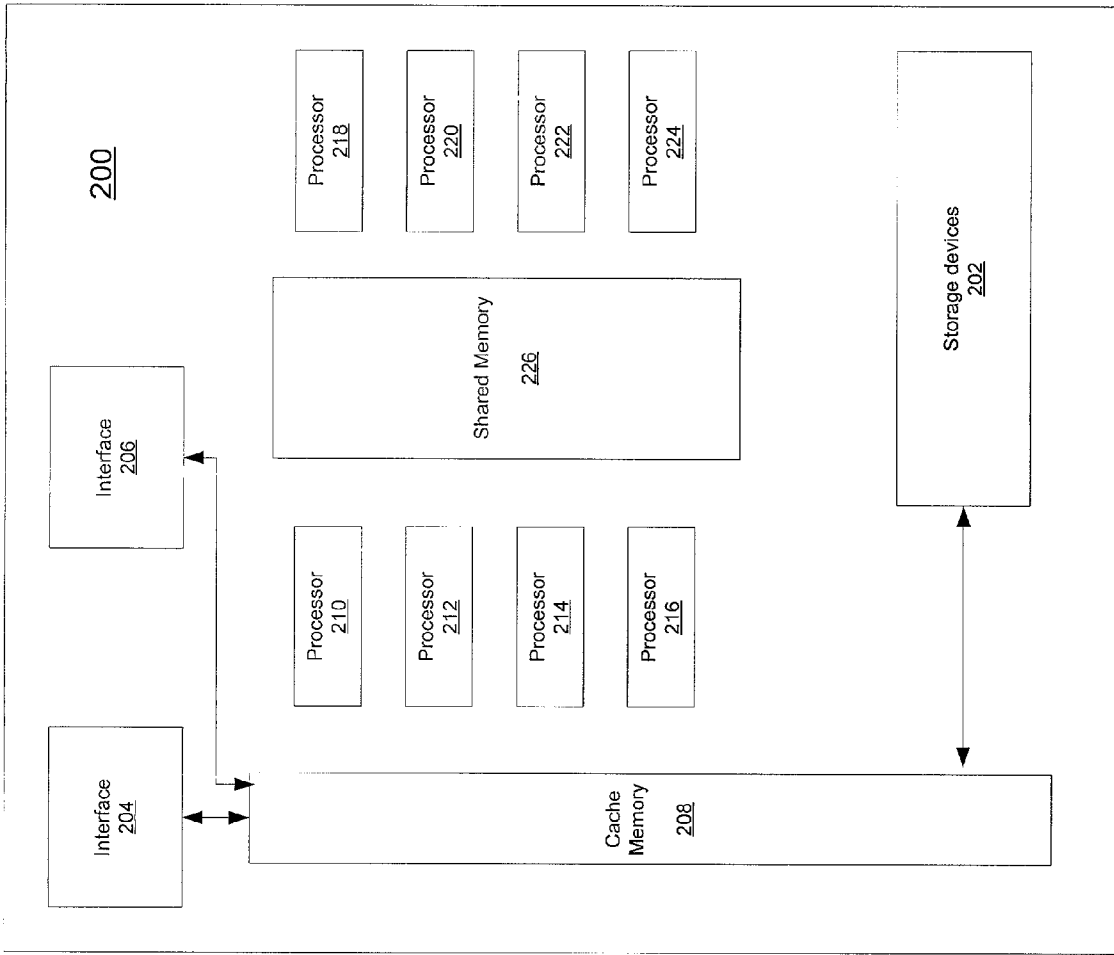 200
Interface
204
Interface
206
Processor
210
Processor
218
Processor
212
Processor
220
Shared Memory
226
Processor
214
Processor
222
Cache
Memory
208
Processor
216
Processor
224
Storage devices
202